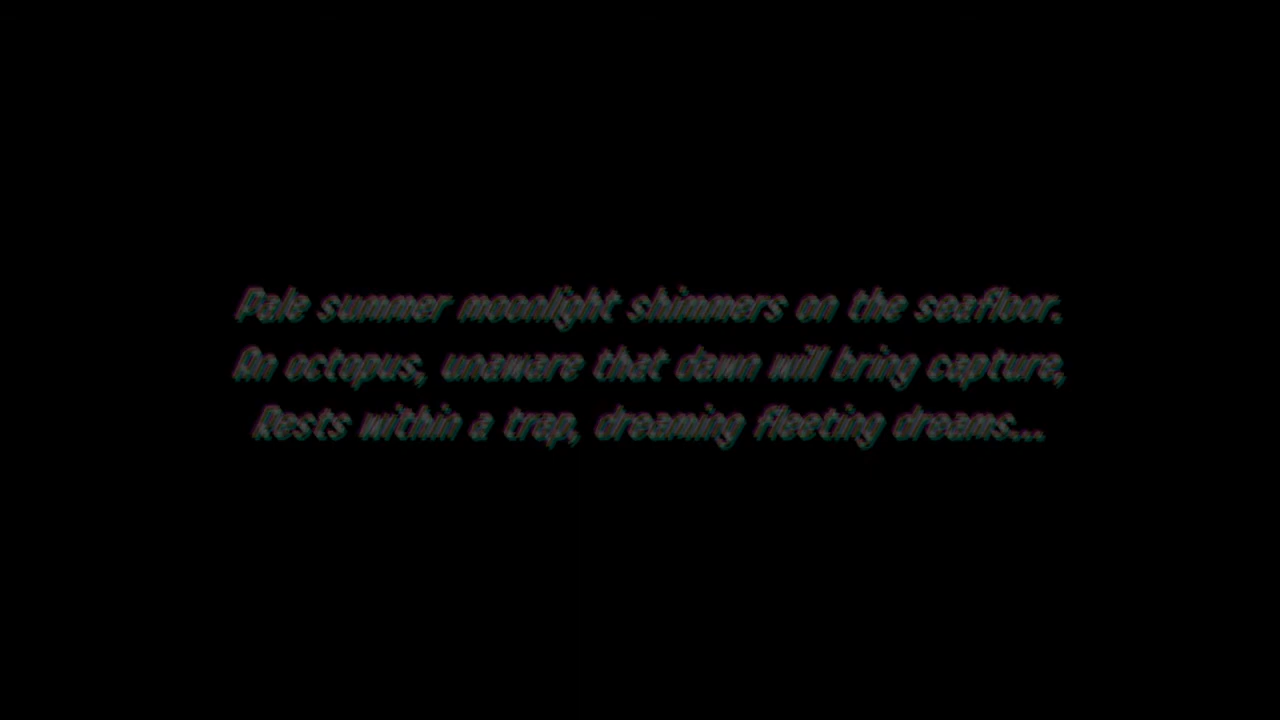 Pale summer moonlight shimmers on the seafloor.
An octopus, unaware that dawn will bring capture,
Rests within a trap, dreaming fleeting dreams...